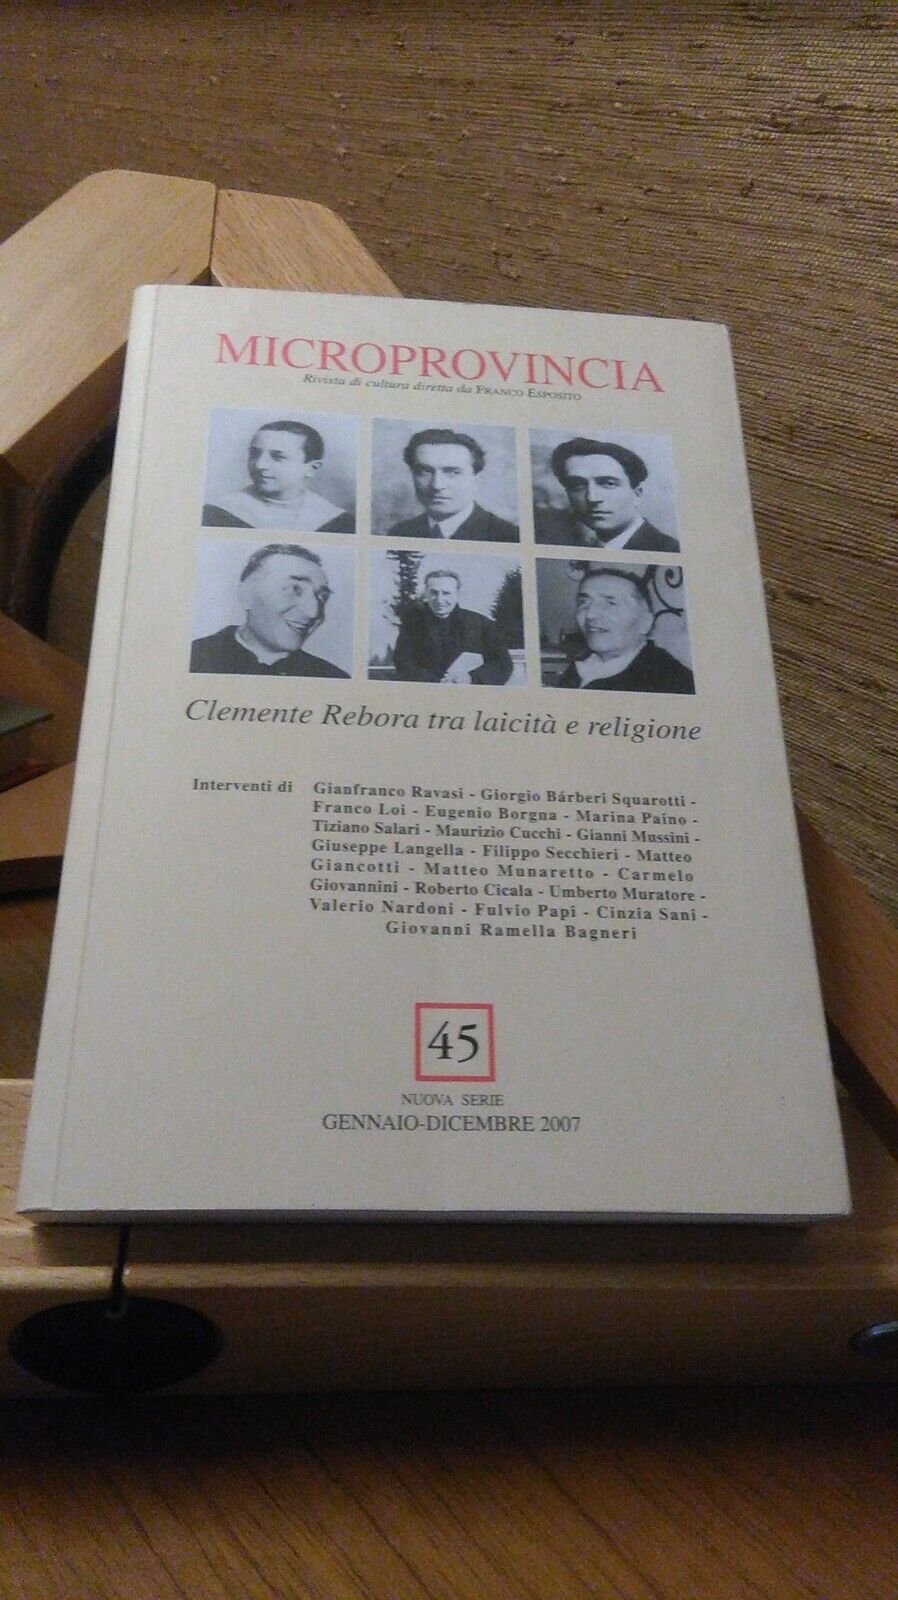 MICROPROVINCIA
Rivista di cultura diretta da FRANCO ESPOSITO
Clemente Rebora tra laicità e religione
Interventi di Gianfranco Ravasi - Giorgio Bárberi Squarotti -
Franco Loi - Eugenio Borgna - Marina Paino -
Tiziano Salari - Maurizio Cucchi - Gianni Mussini -
Giuseppe Langella - Filippo Secchieri - Matteo
Giancotti - Matteo Munaretto - Carmelo
Giovannini - Roberto Cicala - Umberto Muratore -
Valerio Nardoni - Fulvio Papi - Cinzia Sani -
Giovanni Ramella Bagneri
45
NUOVA SERIE
GENNAIO-DICEMBRE 2007